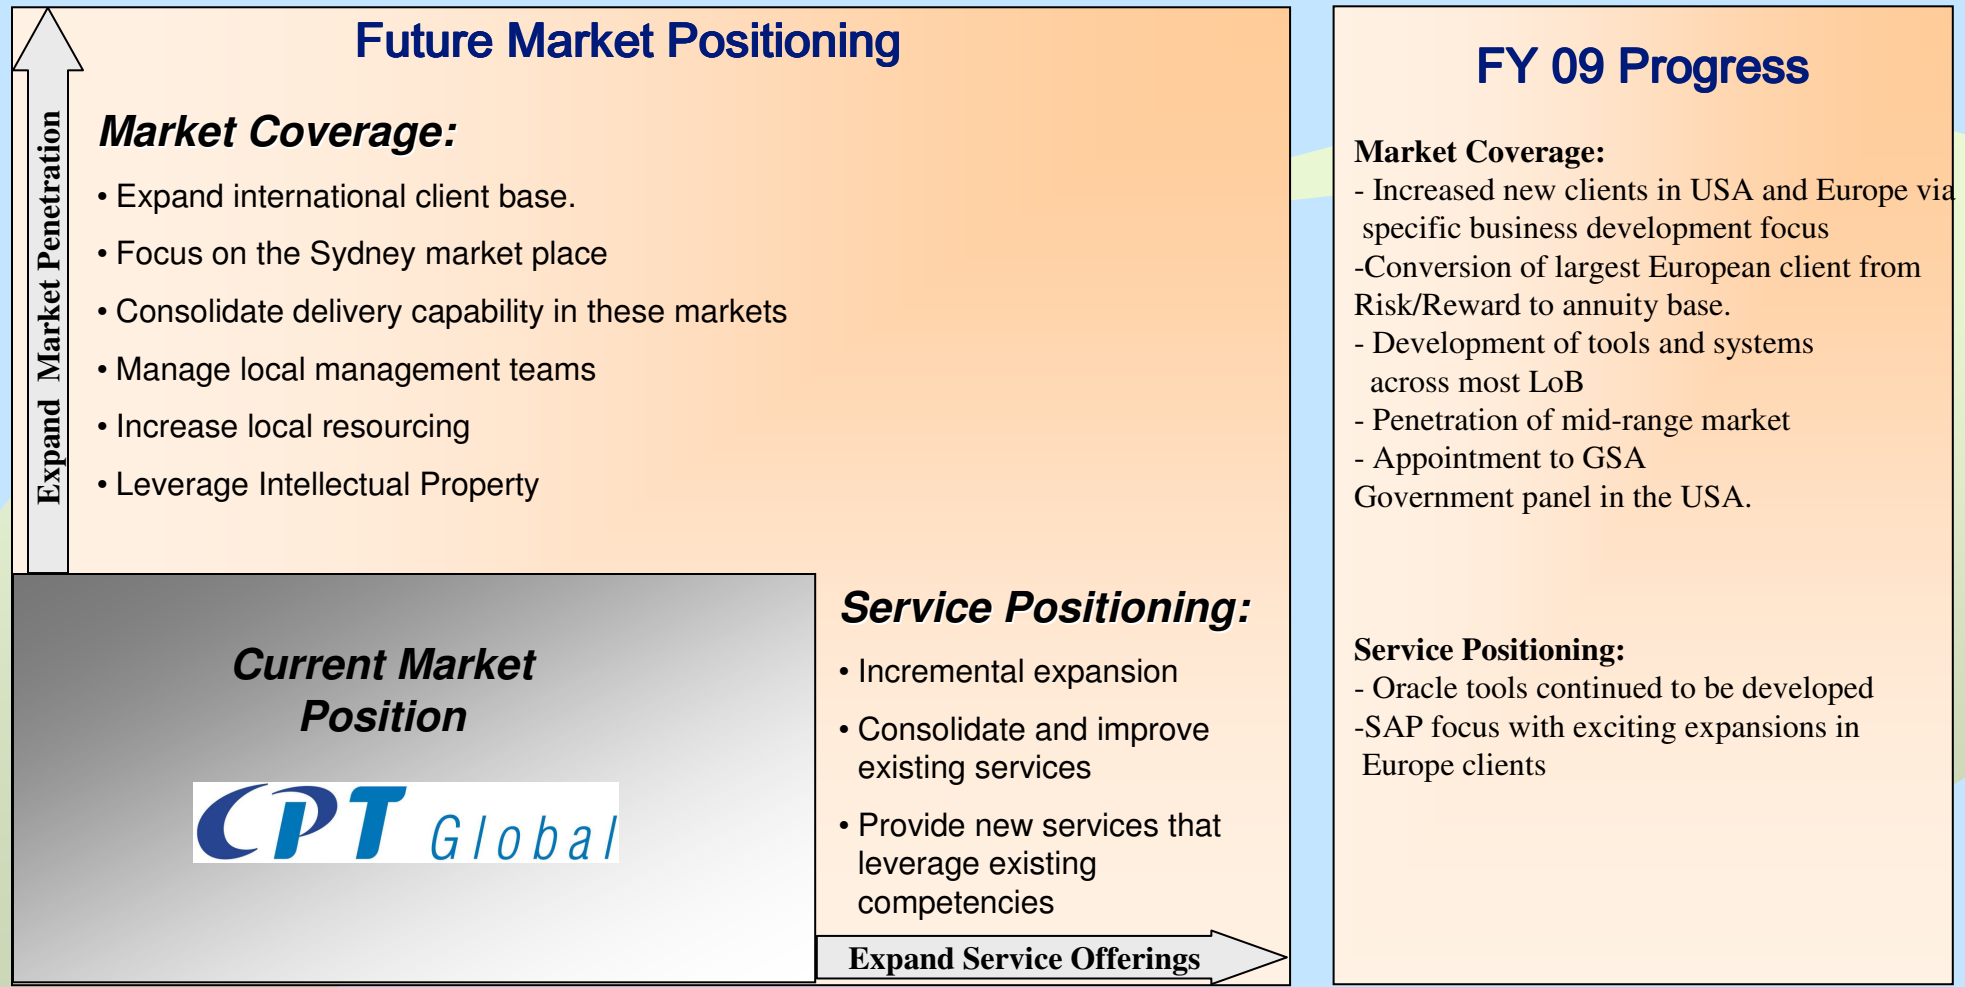 Future Market Positioning
Expand Market Penetration
Market Coverage:
• Expand international client base.
• Focus on the Sydney market place
• Consolidate delivery capability in these markets
• Manage local management teams
• Increase local resourcing
• Leverage Intellectual Property
Current Market
Position
CPT Global
Service Positioning:
• Incremental expansion
• Consolidate and improve
existing services
• Provide new services that
leverage existing
competencies
Expand Service Offerings
FY 09 Progress
Market Coverage:
- Increased new clients in USA and Europe via
specific business development focus
-Conversion of largest European client from
Risk/Reward to annuity base.
- Development of tools and systems
across most LoB
- Penetration of mid-range market
- Appointment to GSA
Government panel in the USA.
Service Positioning:
- Oracle tools continued to be developed
-SAP focus with exciting expansions in
Europe clients